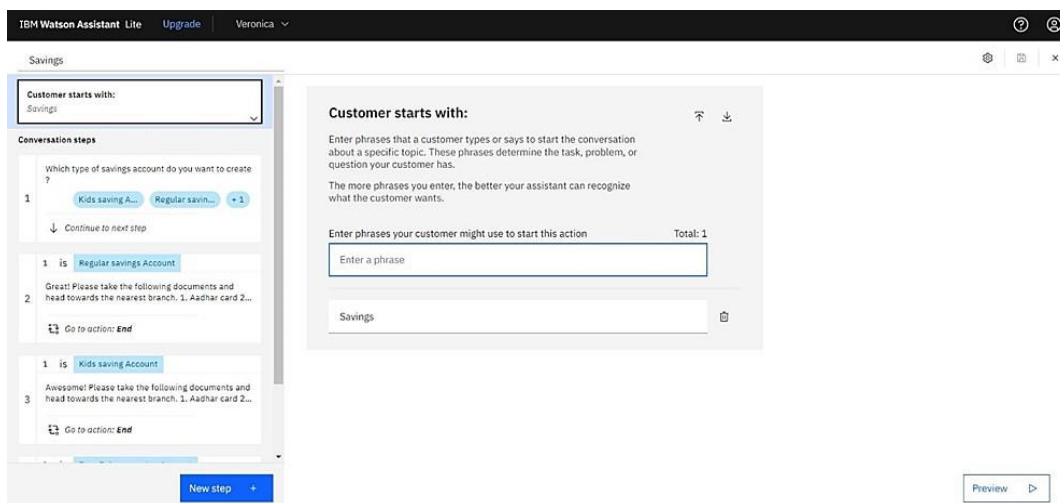 IBM Watson Assistant Lite Upgrade Veronica
Savings
Customer starts with:
Savings
Conversation steps
1
Which type of savings account do you want to create
?
Kids saving A... Regular savin... + 1
Continue to next step
2
1 is Regular savings Account
Great! Please take the following documents and
head towards the nearest branch. 1. Aadhar card 2...
Go to action: End
3
1 is Kids saving Account
Awesome! Please take the following documents and
head towards the nearest branch. 1. Aadhar card 2...
Go to action: End
New step +
Customer starts with:
Enter phrases that a customer types or says to start the conversation
about a specific topic. These phrases determine the task, problem, or
question your customer has.
The more phrases you enter, the better your assistant can recognize
what the customer wants.
Enter phrases your customer might use to start this action Total: 1
Enter a phrase
Savings
Preview